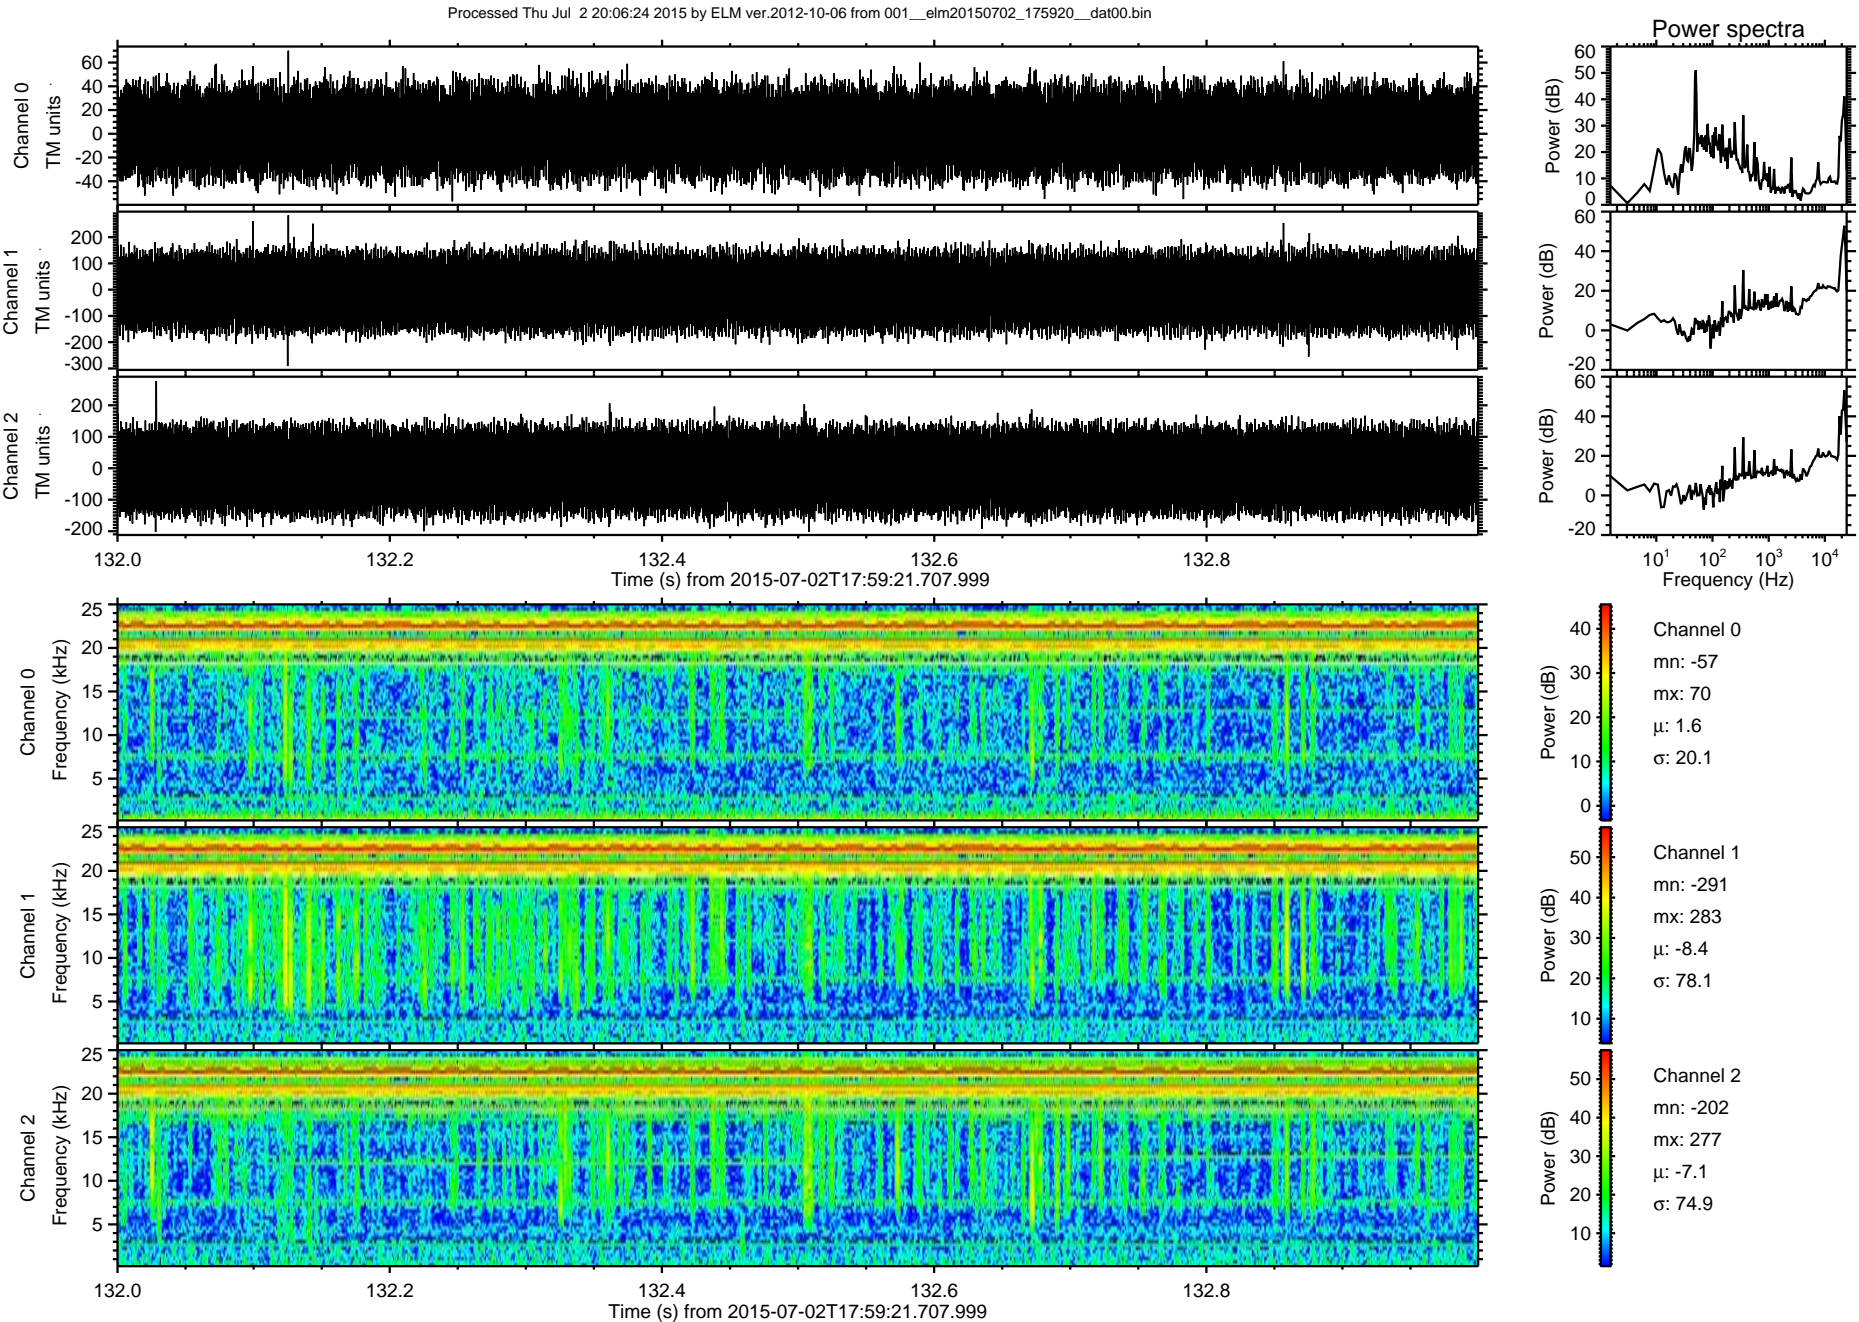 Processed Thu Jul  2 20:06:24 2015 by ELM ver.2012-10-06 from 001__elm20150702_175920__dat00.bin
Power spectra
Channel 0
TM units
60
40
20
0
-20
-40
Power (dB)
60
50
40
30
20
10
0
Channel 1
TM units
200
100
0
-100
-200
-300
Power (dB)
60
40
20
0
-20
Channel 2
TM units
200
100
0
-100
-200
Power (dB)
60
40
20
0
-20
132.0 132.2 132.4 132.6 132.8
Time (s) from 2015-07-02T17:59:21.707.999
10^1 10^2 10^3 10^4
Frequency (Hz)
Channel 0
Frequency (kHz)
25
20
15
10
5
Power (dB)
40
30
20
10
0
Channel 0
mn: -57
mx: 70
μ: 1.6
σ: 20.1
Channel 1
Frequency (kHz)
25
20
15
10
5
Power (dB)
50
40
30
20
10
Channel 1
mn: -291
mx: 283
μ: -8.4
σ: 78.1
Channel 2
Frequency (kHz)
25
20
15
10
5
Power (dB)
50
40
30
20
10
Channel 2
mn: -202
mx: 277
μ: -7.1
σ: 74.9
132.0 132.2 132.4 132.6 132.8
Time (s) from 2015-07-02T17:59:21.707.999